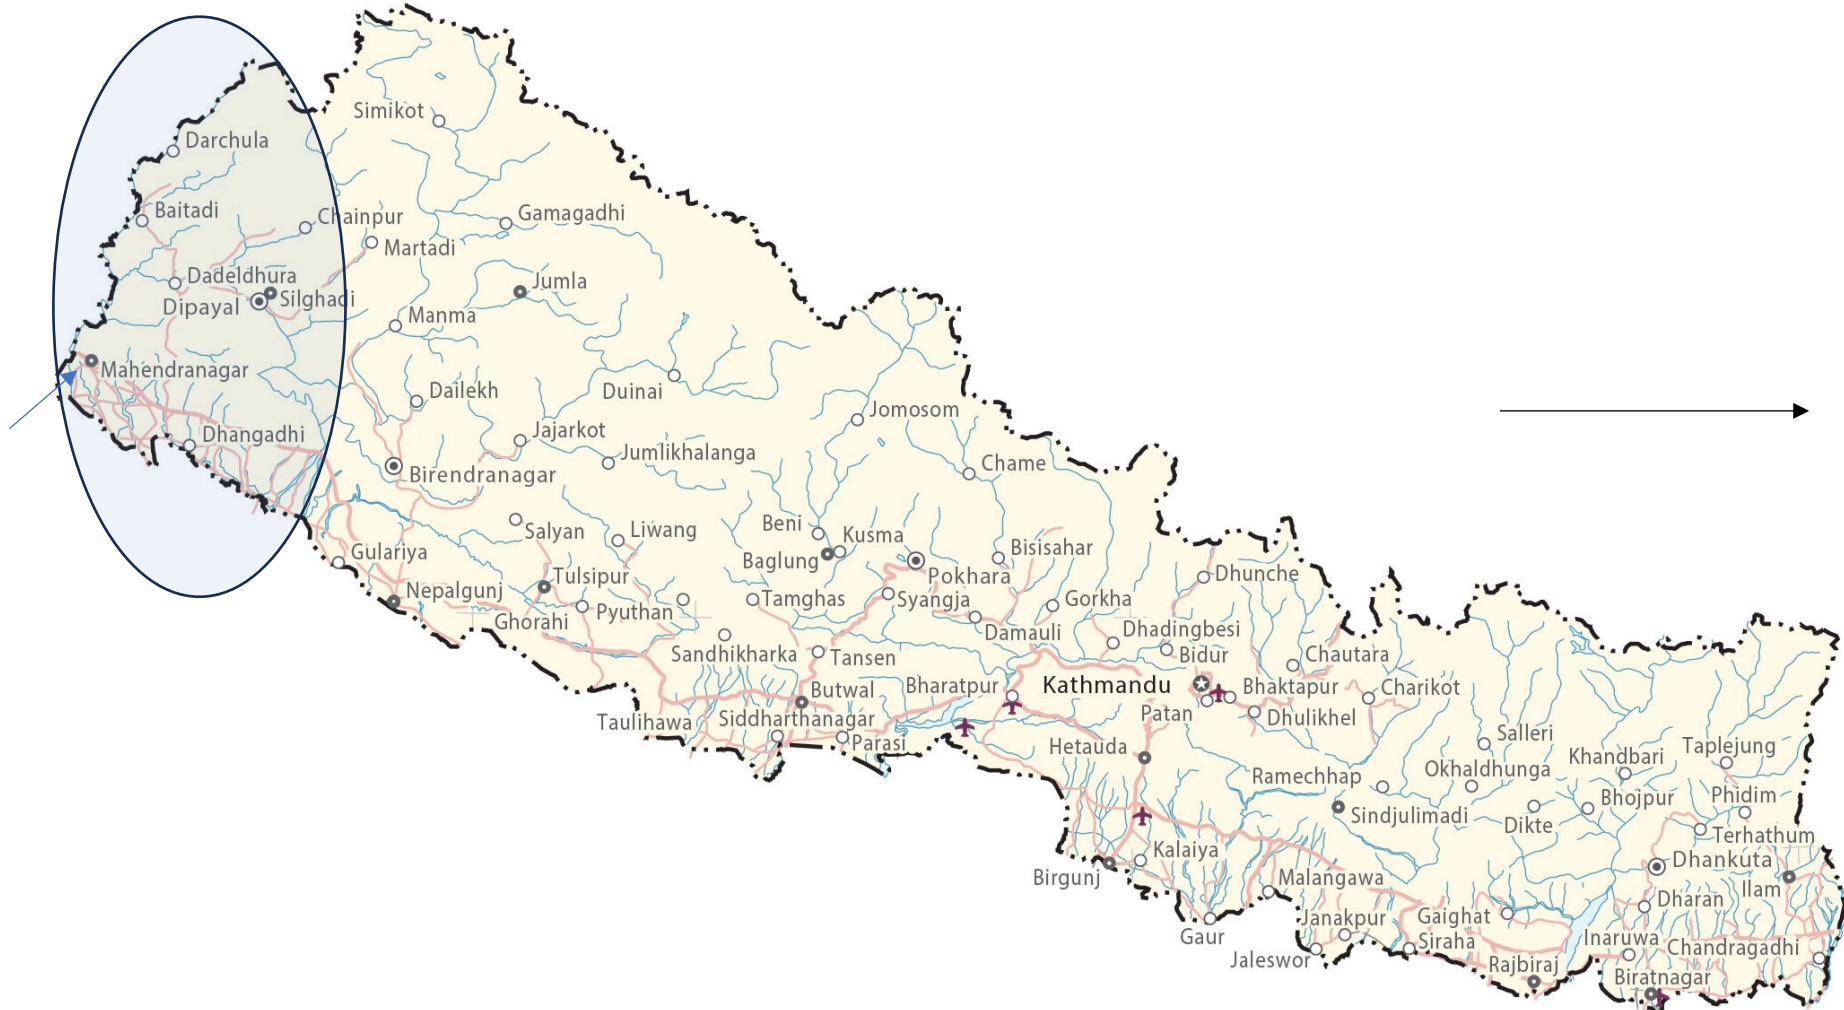 Simikot
Darchula
Baitadi
Chainpur
Gamagadhi
Martadi
Dadeldhura
Jumla
Dipayal
Silghadi
Manma
Mahendranagar
Dailekh
Duinai
Jomosom
Dhangadhi
Jajarkot
Jumlikhalanga
Chame
Birendranagar
Salyan
Liwang
Beni
Kusma
Baglung
Bisisahar
Gulariya
Pokhara
Dhunche
Tulsipur
Nepalgunj
Pyuthan
Tamghas
Syangja
Gorkha
Ghorahi
Damauli
Dhadingbesi
Sandhikharka
Tansen
Bidur
Chautara
Butwal
Bharatpur
Kathmandu
Bhaktapur
Charikot
Taulihawa
Siddharthanagar
Patan
Dhulikhel
Parasi
Hetauda
Salleri
Khandbari
Taplejung
Ramechhap
Okhaldhunga
Bhojpur
Phidim
Sindjulimadi
Dikte
Terhathum
Kalaiya
Dhankuta
Birgunj
Malangawa
Ilam
Dharan
Janakpur
Gaighat
Gaur
Siraha
Inaruwa
Chandragadhi
Jaleswor
Rajbiraj
Biratnagar